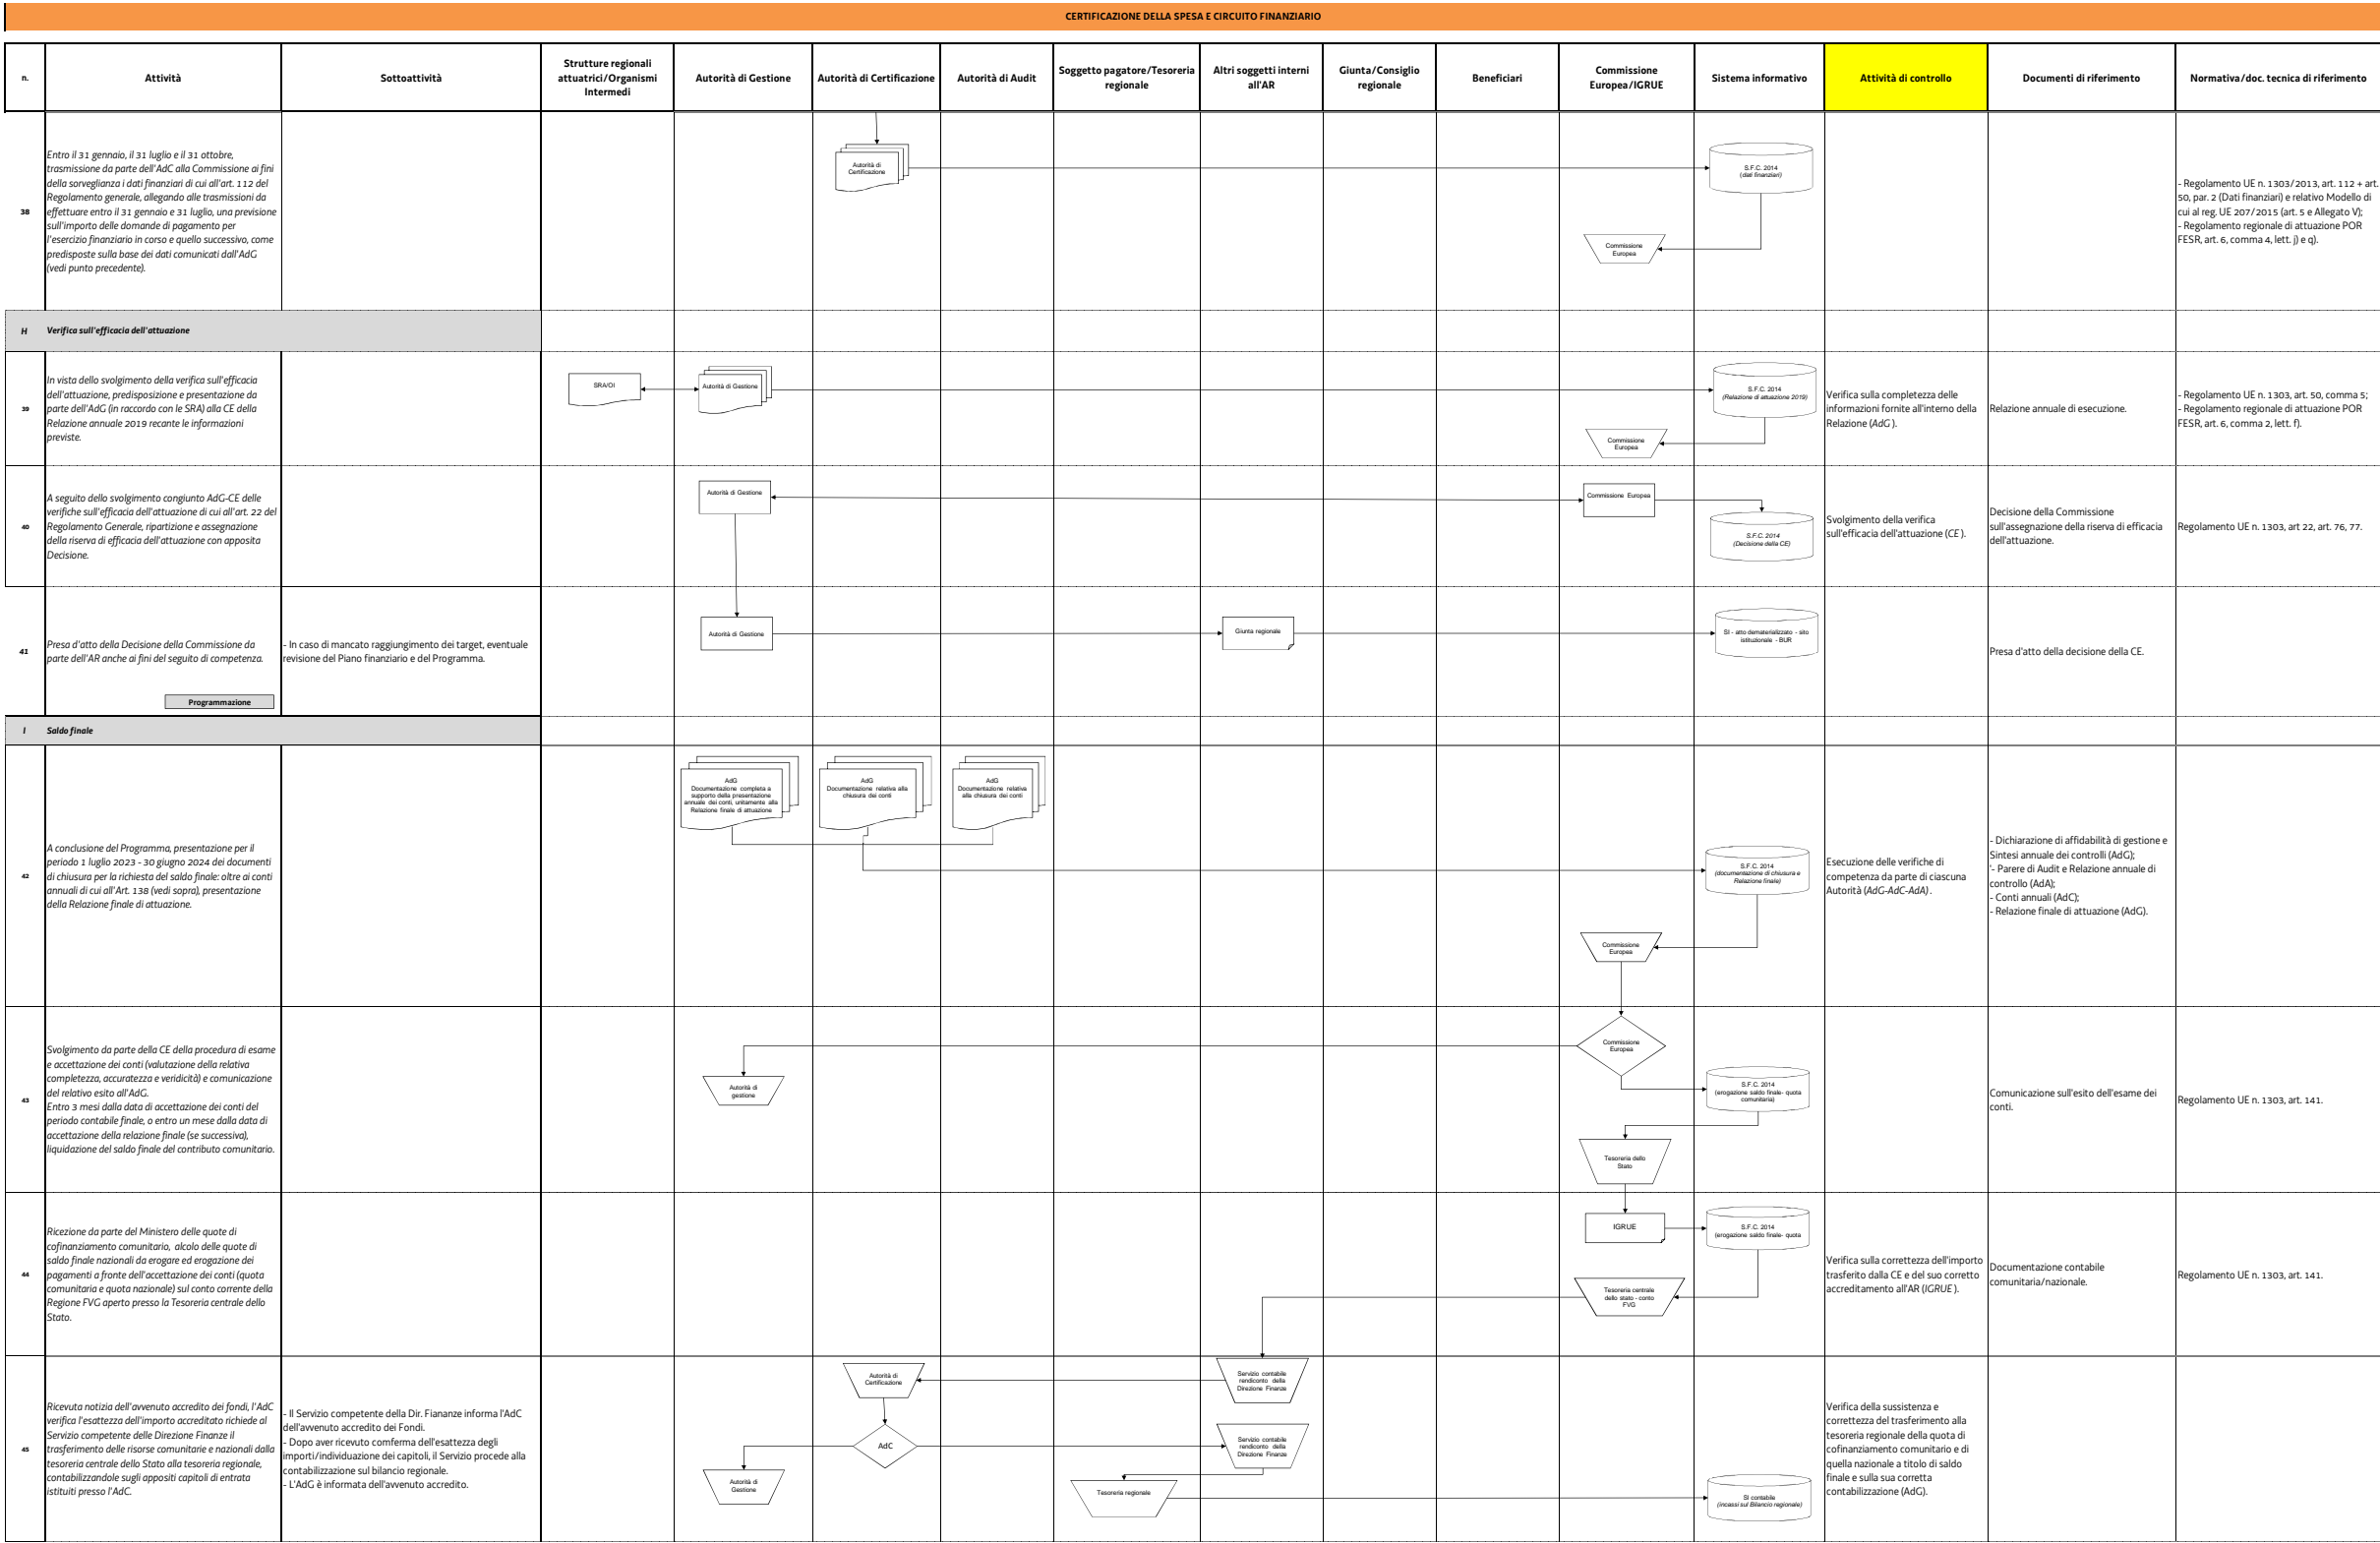 CERTIFICAZIONE DELLA SPESA E CIRCUITO FINANZIARIO
n.
Attività
Sottoattività
Strutture regionali
attuatrici/Organismi
Intermedi
Autorità di Gestione
Autorità di Certificazione
Autorità di Audit
Soggetto pagatore/Tesoreria
regionale
Altri soggetti interni
all'AR
Giunta/Consiglio
regionale
Beneficiari
Commissione
Europea/IGRUE
Sistema informativo
Attività di controllo
Documenti di riferimento
Normativa/doc. tecnica di riferimento
38
Entro il 31 gennaio, il 31 luglio e il 31 ottobre,
trasmissione da parte dell'AdC alla Commissione ai fini
della sorveglianza i dati finanziari di cui all'art. 112 del
Regolamento generale, allegando alle trasmissioni da
effettuare entro il 31 gennaio e 31 luglio, una previsione
sull'importo delle domande di pagamento per
l'esercizio finanziario in corso e quello successivo, come
predisposte sulla base dei dati comunicati dall'AdG
(vedi punto precedente).
Autorità di
Certificazione
Commissione
Europea
S.F.C. 2014
(dati finanziari)
- Regolamento UE n. 1303/2013, art. 112 + art.
50, par. 2 (Dati finanziari) e relativo Modello di
cui al reg. UE 207/2015 (art. 5 e Allegato V);
- Regolamento regionale di attuazione POR
FESR, art. 6, comma 4, lett. j) e q).
H
Verifica sull'efficacia dell'attuazione
39
In vista dello svolgimento della verifica sull'efficacia
dell'attuazione, predisposizione e presentazione da
parte dell'AdG (in raccordo con le SRA) alla CE della
Relazione annuale 2019 recante le informazioni
previste.
SRA/OI
Autorità di Gestione
Commissione
Europea
S.F.C. 2014
(Relazione di attuazione 2019)
Verifica sulla completezza delle
informazioni fornite all'interno della
Relazione (AdG ).
Relazione annuale di esecuzione.
- Regolamento UE n. 1303, art. 50, comma 5;
- Regolamento regionale di attuazione POR
FESR, art. 6, comma 2, lett. f).
40
A seguito dello svolgimento congiunto AdG-CE delle
verifiche sull'efficacia dell'attuazione di cui all'art. 22 del
Regolamento Generale, ripartizione e assegnazione
della riserva di efficacia dell'attuazione con apposita
Decisione.
Autorità di Gestione
Commissione Europea
S.F.C. 2014
(Decisione della CE)
Svolgimento della verifica
sull'efficacia dell'attuazione (CE ).
Decisione della Commissione
sull'assegnazione della riserva di efficacia
dell'attuazione.
Regolamento UE n. 1303, art 22, art. 76, 77.
41
Presa d'atto della Decisione della Commissione da
parte dell'AR anche ai fini del seguito di competenza.
Programmazione
- In caso di mancato raggiungimento dei target, eventuale
revisione del Piano finanziario e del Programma.
Autorità di Gestione
Giunta regionale
SI - atto dematerializzato - sito
istituzionale - BUR
Presa d'atto della decisione della CE.
I
Saldo finale
42
A conclusione del Programma, presentazione per il
periodo 1 luglio 2023 - 30 giugno 2024 dei documenti
di chiusura per la richiesta del saldo finale: oltre ai conti
annuali di cui all'Art. 138 (vedi sopra), presentazione
della Relazione finale di attuazione.
AdG
Documentazione completa a
supporto della presentazione
annuale dei conti, unitamente alla
Relazione finale di attuazione
AdG
Documentazione relativa alla
chiusura dei conti
AdG
Documentazione relativa
alla chiusura dei conti
Commissione
Europea
S.F.C. 2014
(documentazione di chiusura e
Relazione finale)
Esecuzione delle verifiche di
competenza da parte di ciascuna
Autorità (AdG-AdC-AdA) .
- Dichiarazione di affidabilità di gestione e
Sintesi annuale dei controlli (AdG);
'- Parere di Audit e Relazione annuale di
controllo (AdA);
- Conti annuali (AdC);
- Relazione finale di attuazione (AdG).
43
Svolgimento da parte della CE della procedura di esame
e accettazione dei conti (valutazione della relativa
completezza, accuratezza e veridicità) e comunicazione
del relativo esito all'AdG.
Entro 3 mesi dalla data di accettazione dei conti del
periodo contabile finale, o entro un mese dalla data di
accettazione della relazione finale (se successiva),
liquidazione del saldo finale del contributo comunitario.
Autorità di
gestione
Commissione
Europea
Tesoreria dello
Stato
S.F.C. 2014
(erogazione saldo finale- quota
comunitaria)
Comunicazione sull'esito dell'esame dei
conti.
Regolamento UE n. 1303, art. 141.
44
Ricezione da parte del Ministero delle quote di
cofinanziamento comunitario,  alcolo delle quote di
saldo finale nazionali da erogare ed erogazione dei
pagamenti a fronte dell'accettazione dei conti (quota
comunitaria e quota nazionale) sul conto corrente della
Regione FVG aperto presso la Tesoreria centrale dello
Stato.
IGRUE
Tesoreria centrale
dello stato - conto
FVG
S.F.C. 2014
(erogazione saldo finale- quota
Verifica sulla correttezza dell'importo
trasferito dalla CE e del suo corretto
accreditamento all'AR (IGRUE ).
Documentazione contabile
comunitaria/nazionale.
Regolamento UE n. 1303, art. 141.
45
Ricevuta notizia dell'avvenuto accredito dei fondi, l'AdC
verifica l'esattezza dell'importo accreditato richiede al
Servizio competente delle Direzione Finanze il
trasferimento delle risorse comunitarie e nazionali dalla
tesoreria centrale dello Stato alla tesoreria regionale,
contabilizzandole sugli appositi capitoli di entrata
istituiti presso l'AdC.
- Il Servizio competente della Dir. Fiananze informa l'AdC
dell'avvenuto accredito dei Fondi.
- Dopo aver ricevuto comferma dell'esattezza degli
importi/individuazione dei capitoli, il Servizio procede alla
contabilizzazione sul bilancio regionale.
- L'AdG è informata dell'avvenuto accredito.
Autorità di
Certificazione
AdC
Autorità di
Gestione
Servizio contabile
rendiconto della
Direzione Finanze
Servizio contabile
rendiconto della
Direzione Finanze
Tesoreria regionale
SI contabile
(incassi sul Bilancio regionale)
Verifica della sussistenza e
correttezza del trasferimento alla
tesoreria regionale della quota di
cofinanziamento comunitario e di
quella nazionale a titolo di saldo
finale e sulla sua corretta
contabilizzazione (AdG).